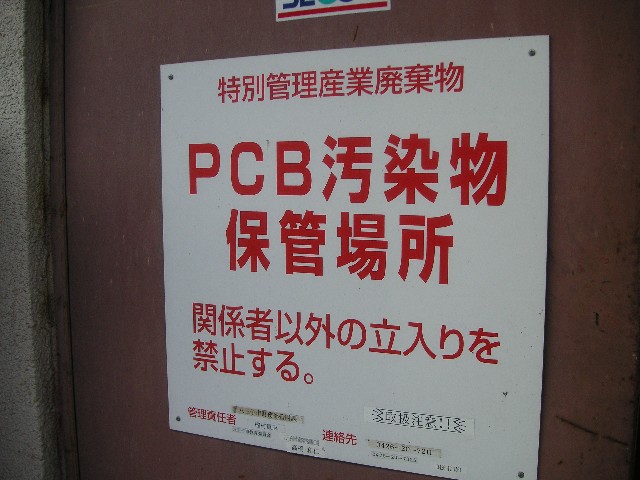 特別管理産業廃棄物
PCB汚染物
保管場所
関係者以外の立入りを
禁止する。
管理責任者
連絡先